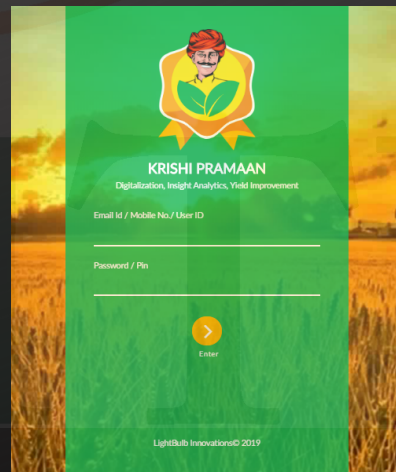 KRISHI PRAMAAN
Digitalization, Insight Analytics, Yield Improvement
Email Id / Mobile No./ User ID
Password / Pin
Enter
LightBulb Innovations© 2019